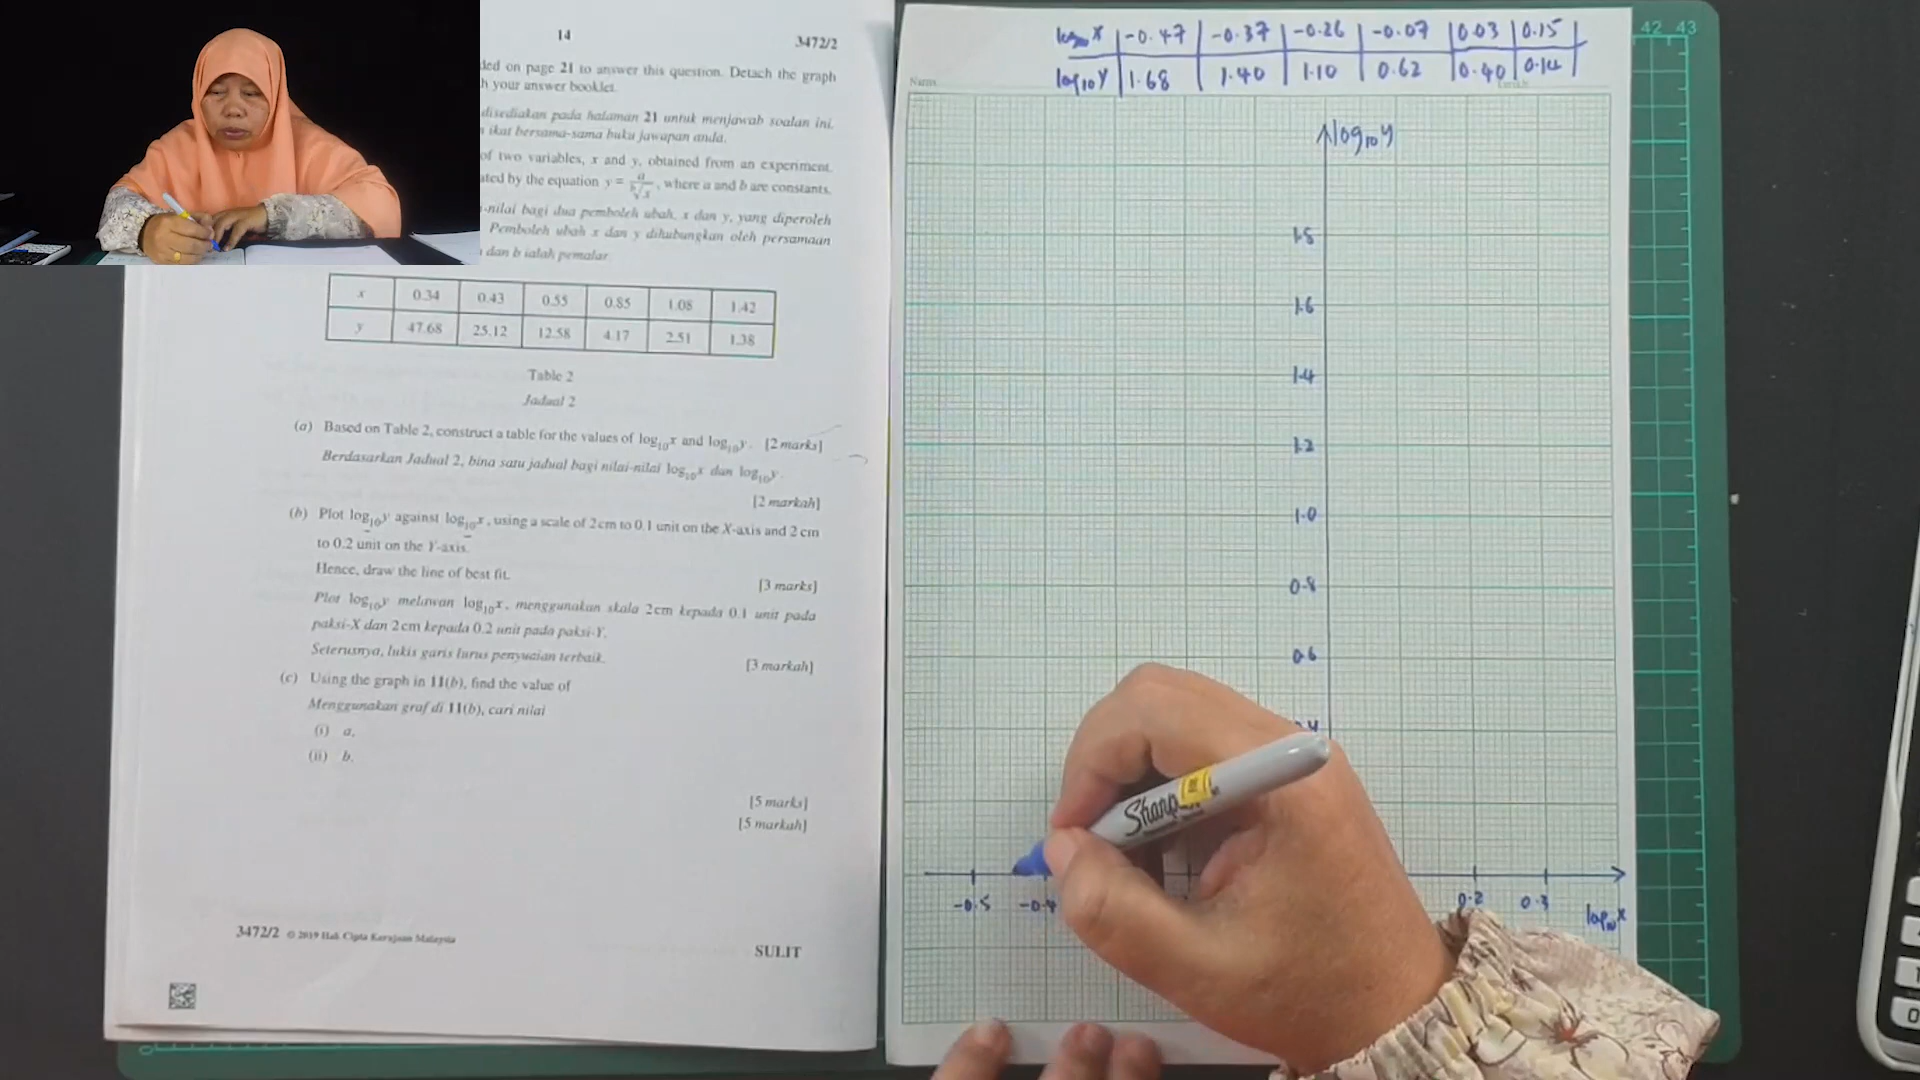 14
3472/2
ded on page 21 to answer this question. Detach the graph
h your answer booklet.
disediakan pada halaman 21 untuk menjawab soalan ini.
ikat bersama-sama buku jawapan anda.
of two variables, x and y, obtained from an experiment.
ated by the equation y = a/ᵇ√x, where a and b are constants.
-nilai bagi dua pemboleh ubah, x dan y, yang diperoleh
Pemboleh ubah x dan y dihubungkan oleh persamaan
dan b ialah pemalar.
x 0.34 0.43 0.55 0.85 1.08 1.42
y 47.68 25.12 12.58 4.17 2.51 1.38
Table 2
Jadual 2
(a) Based on Table 2, construct a table for the values of log₁₀x and log₁₀y. [2 marks]
Berdasarkan Jadual 2, bina satu jadual bagi nilai-nilai log₁₀x dan log₁₀y.
[2 markah]
(b) Plot log₁₀y against log₁₀x, using a scale of 2cm to 0.1 unit on the X-axis and 2 cm
to 0.2 unit on the Y-axis.
Hence, draw the line of best fit.
[3 marks]
Plot log₁₀y melawan log₁₀x, menggunakan skala 2cm kepada 0.1 unit pada
paksi-X dan 2cm kepada 0.2 unit pada paksi-Y.
Seterusnya, lukis garis lurus penyuaian terbaik.
[3 markah]
(c) Using the graph in 11(b), find the value of
Menggunakan graf di 11(b), cari nilai
(i) a,
(ii) b.
[5 marks]
[5 markah]
3472/2 © 2019 Hak Cipta Kerajaan Malaysia
SULIT
log₁₀x -0.47 -0.37 -0.26 -0.07 0.03 0.15
log₁₀y 1.68 1.40 1.10 0.62 0.40 0.14
Name
log₁₀y
1.8
1.6
1.4
1.2
1.0
0.8
0.6
-0.5 -0.4 0.2 0.3 log₁₀x
Sharpie
42 43
0